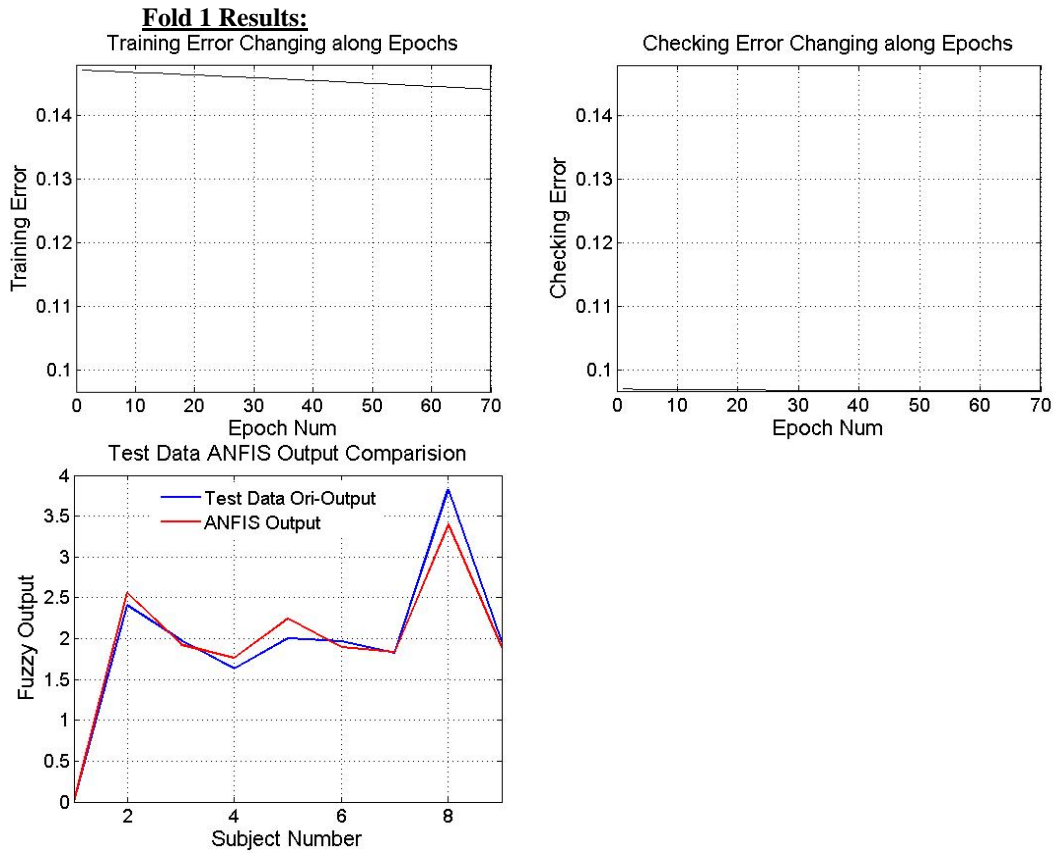 Fold 1 Results:
Training Error Changing along Epochs
Training Error
0.14
0.13
0.12
0.11
0.1
0 10 20 30 40 50 60 70
Epoch Num
Checking Error Changing along Epochs
Checking Error
0.14
0.13
0.12
0.11
0.1
0 10 20 30 40 50 60 70
Epoch Num
Test Data ANFIS Output Comparision
Fuzzy Output
4
3.5
3
2.5
2
1.5
1
0.5
0
Test Data Ori-Output
ANFIS Output
2 4 6 8
Subject Number